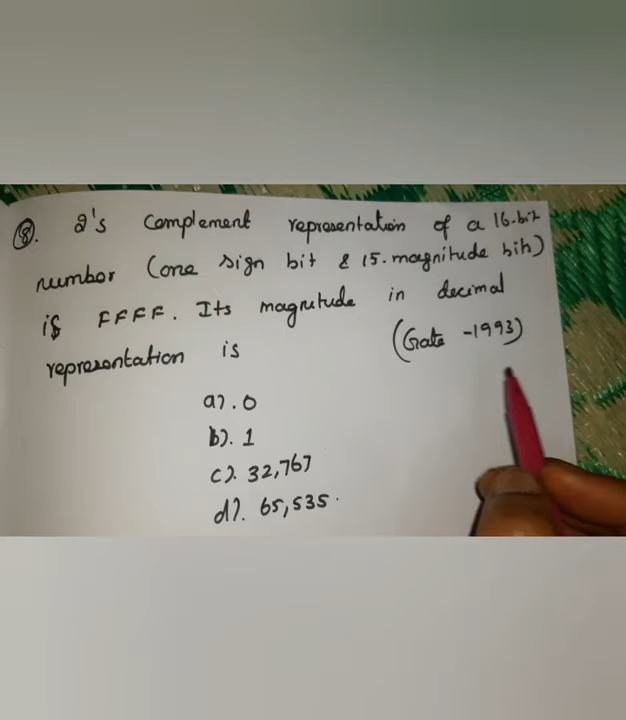 8. 2's complement representation of a 16-bit
number (one sign bit & 15. magnitude bits)
is FFFF. Its magnitude in decimal
representation is (Gate -1993)
a). 0
b). 1
c). 32,767
d). 65,535.